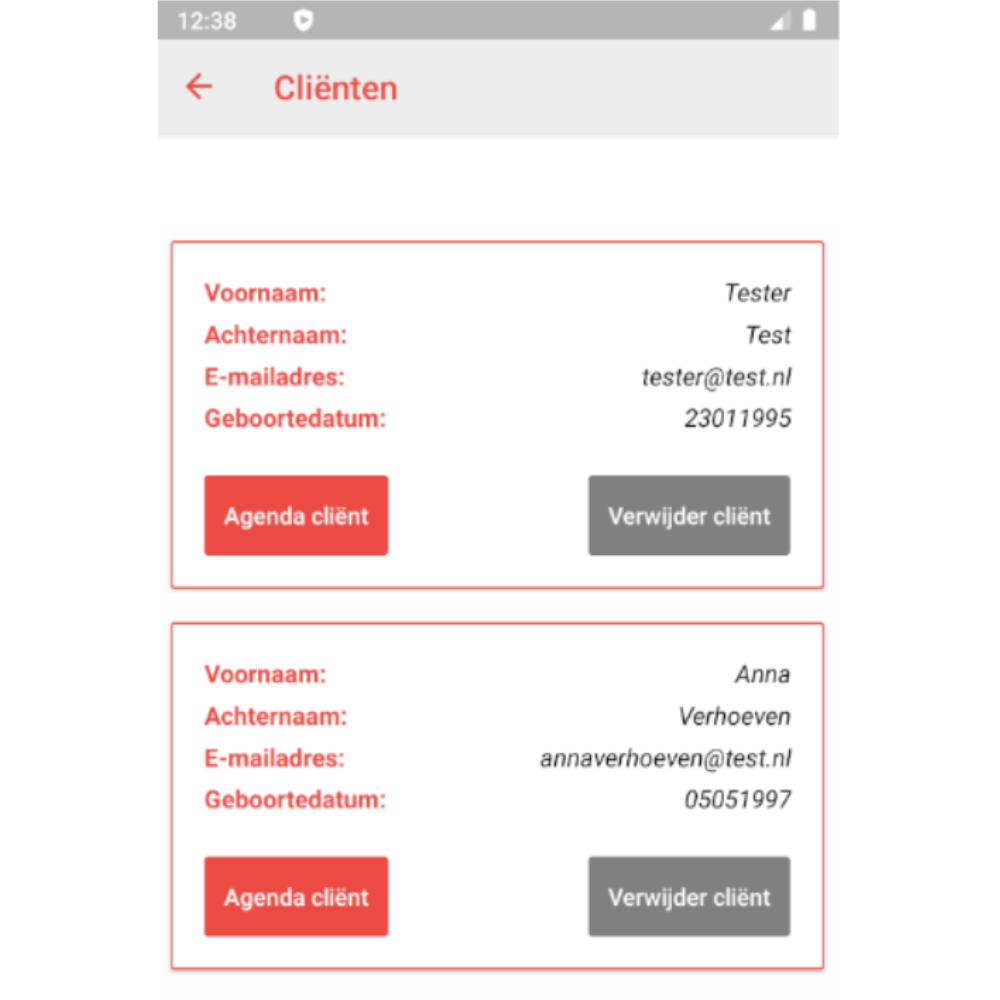 12:38
Cliënten
Voornaam: Tester
Achternaam: Test
E-mailadres: tester@test.nl
Geboortedatum: 23011995
Agenda cliënt Verwijder cliënt
Voornaam: Anna
Achternaam: Verhoeven
E-mailadres: annaverhoeven@test.nl
Geboortedatum: 05051997
Agenda cliënt Verwijder cliënt